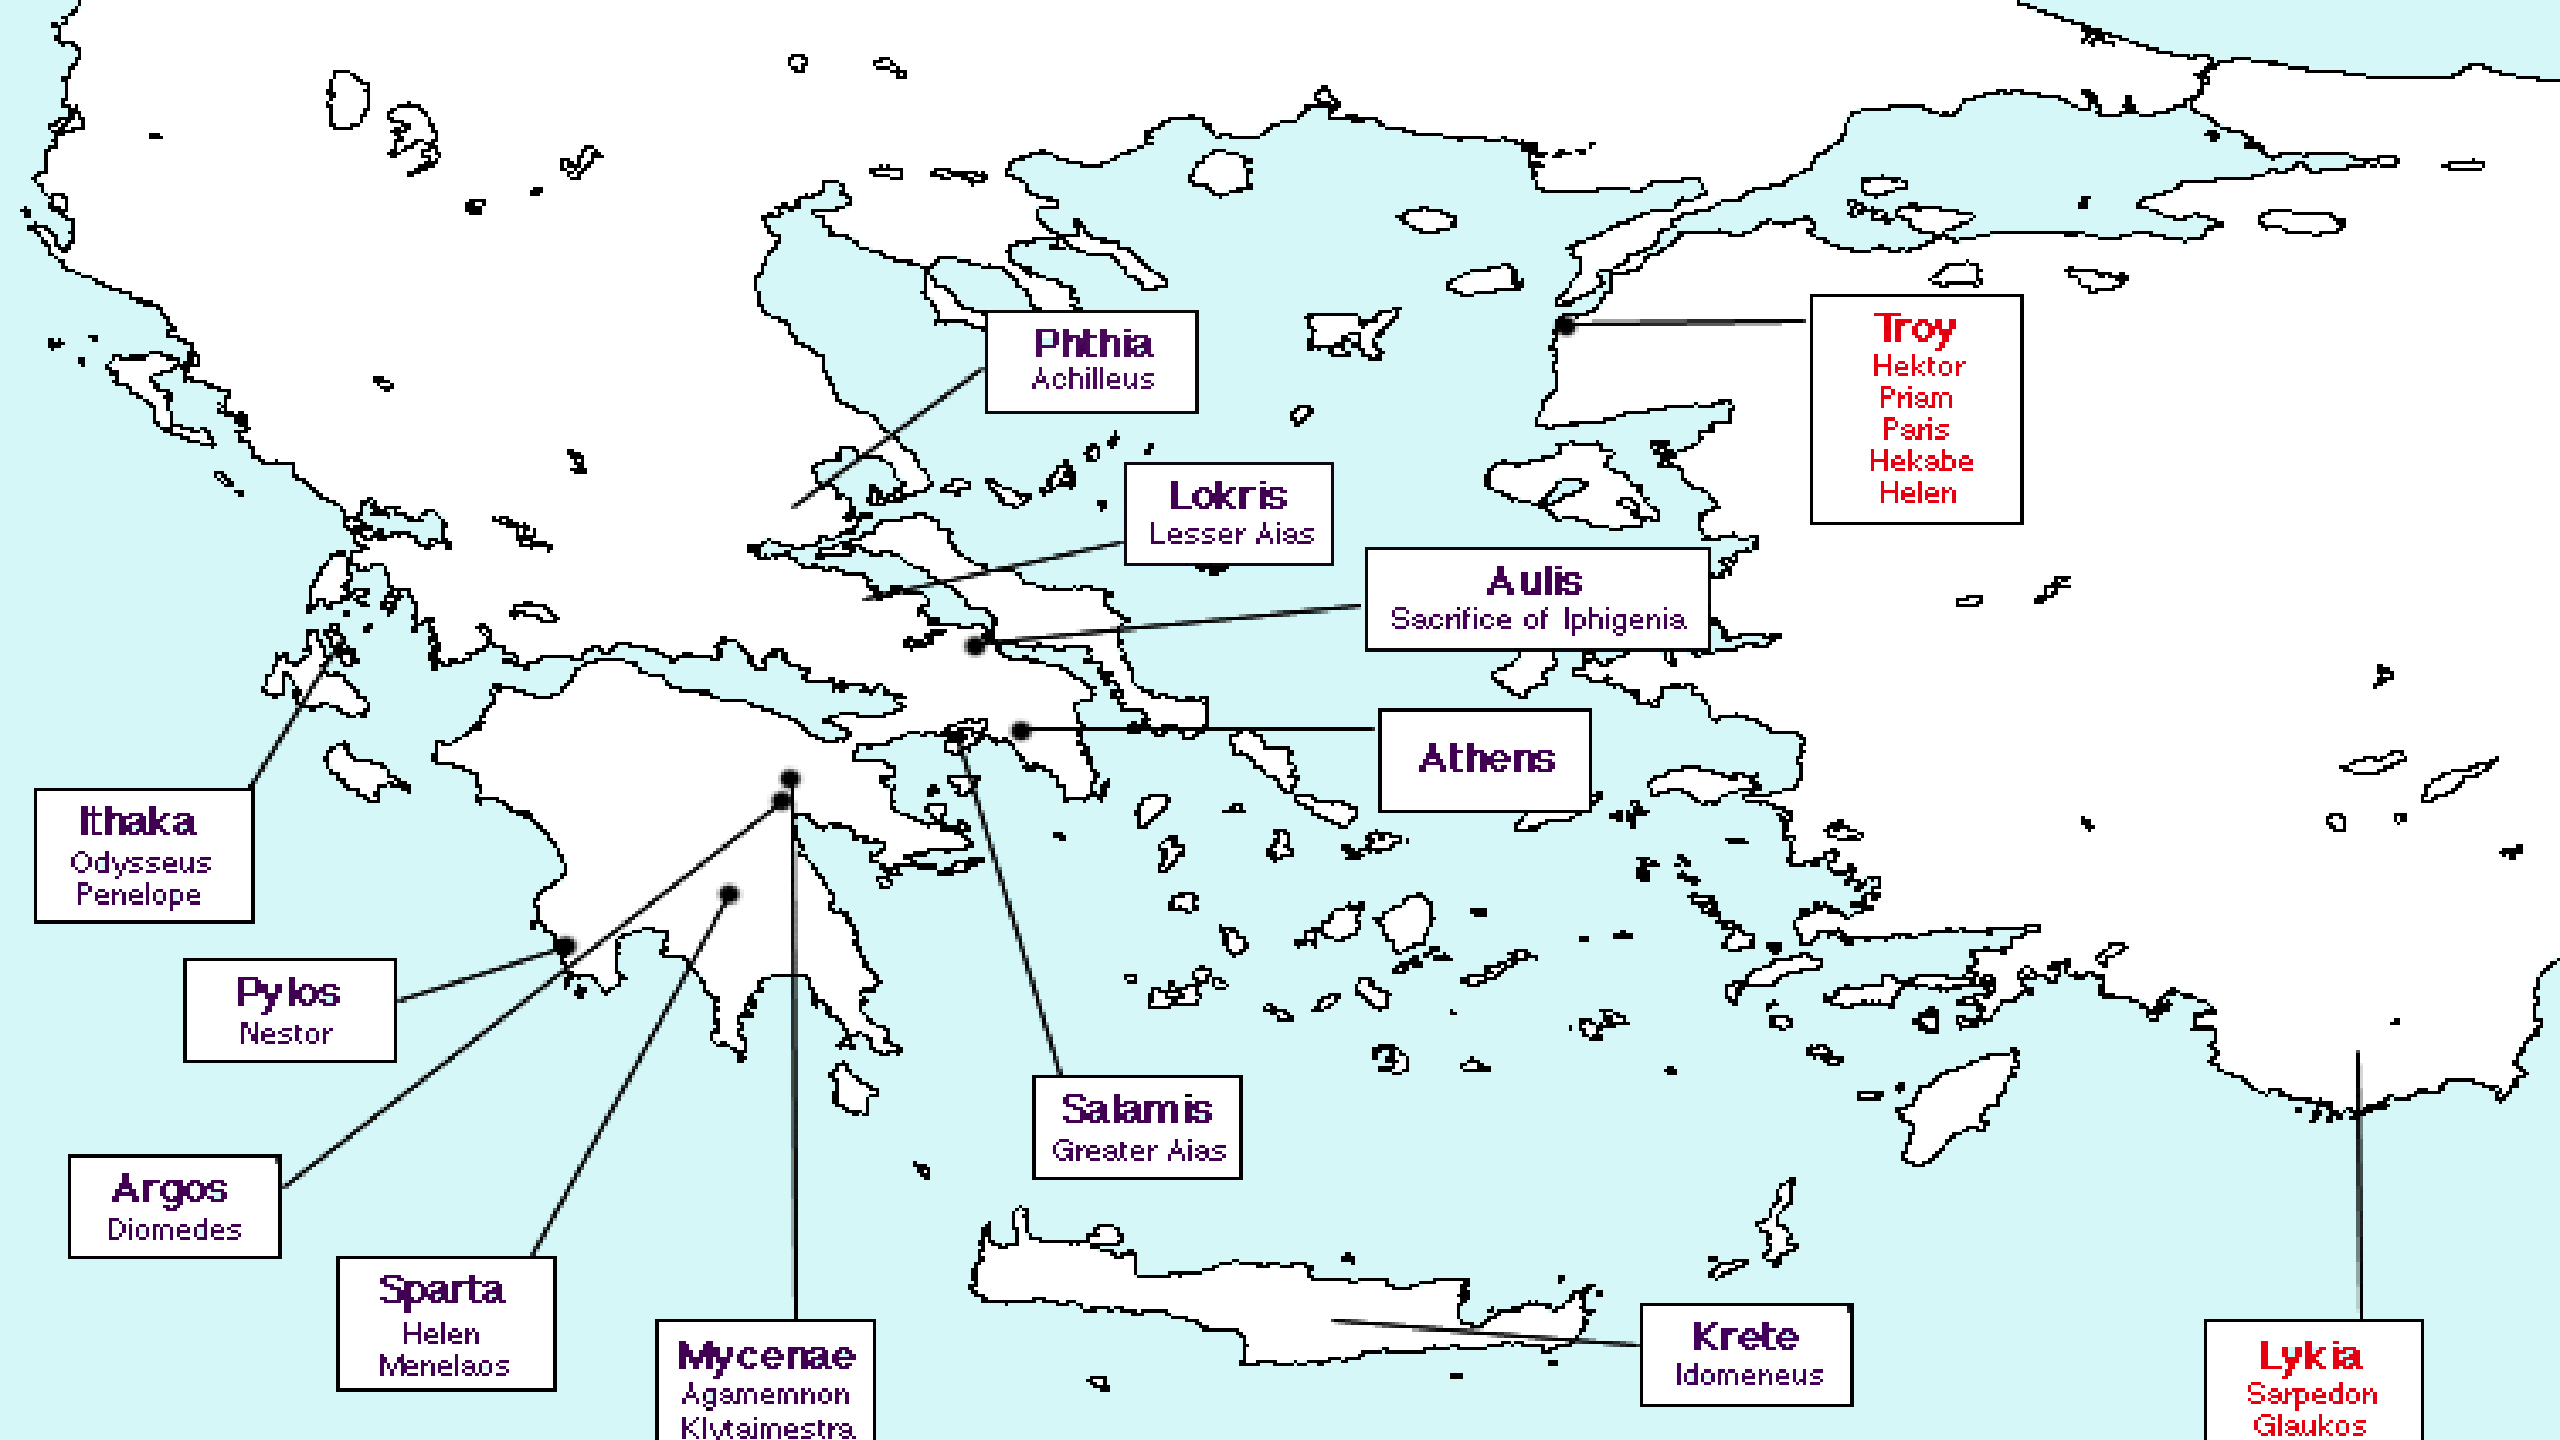 Phthia
Achilleus
Troy
Hektor
Priam
Paris
Hekabe
Helen
Lokris
Lesser Aias
Aulis
Sacrifice of Iphigenia
Athens
Ithaka
Odysseus
Penelope
Pylos
Nestor
Salamis
Greater Aias
Argos
Diomedes
Sparta
Helen
Menelaos
Mycenae
Agamemnon
Klytaimestra
Krete
Idomeneus
Lykia
Sarpedon
Glaukos